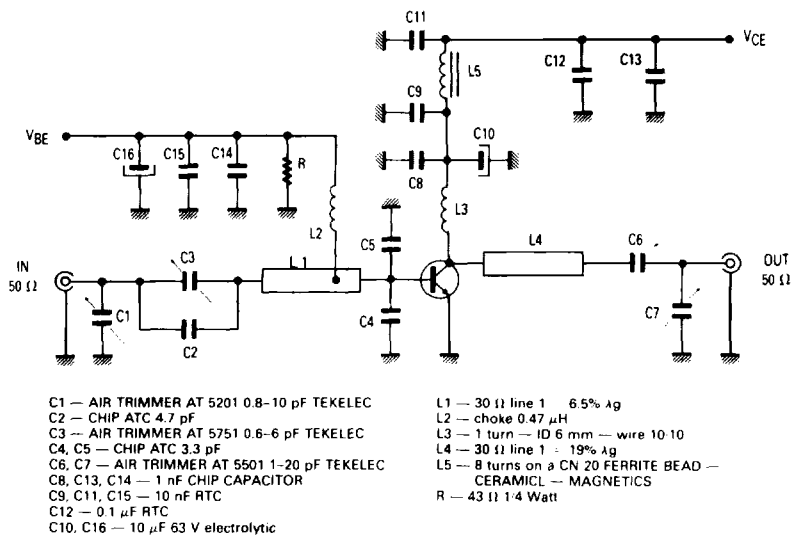 C11
VCE
L5
C12
C13
C9
VBE
C10
C16
C15
C14
R
C8
L3
L2
C5
C3
L1
L4
C6
IN
50 Ω
OUT
50 Ω
C1
C4
C7
C2
C1 — AIR TRIMMER AT 5201 0.8–10 pF TEKELEC
C2 — CHIP ATC 4.7 pF
C3 — AIR TRIMMER AT 5751 0.6–6 pF TEKELEC
C4, C5 — CHIP ATC 3.3 pF
C6, C7 — AIR TRIMMER AT 5501 1–20 pF TEKELEC
C8, C13, C14 — 1 nF CHIP CAPACITOR
C9, C11, C15 — 10 nF RTC
C12 — 0.1 μF RTC
C10, C16 — 10 μF 63 V electrolytic
L1 — 30 Ω line 1 6.5% λg
L2 — choke 0.47 μH
L3 — 1 turn — ID 6 mm — wire 10-10
L4 — 30 Ω line 1 = 19% λg
L5 — 8 turns on a CN 20 FERRITE BEAD —
CERAMICL — MAGNETICS
R — 43 Ω 1/4 Watt